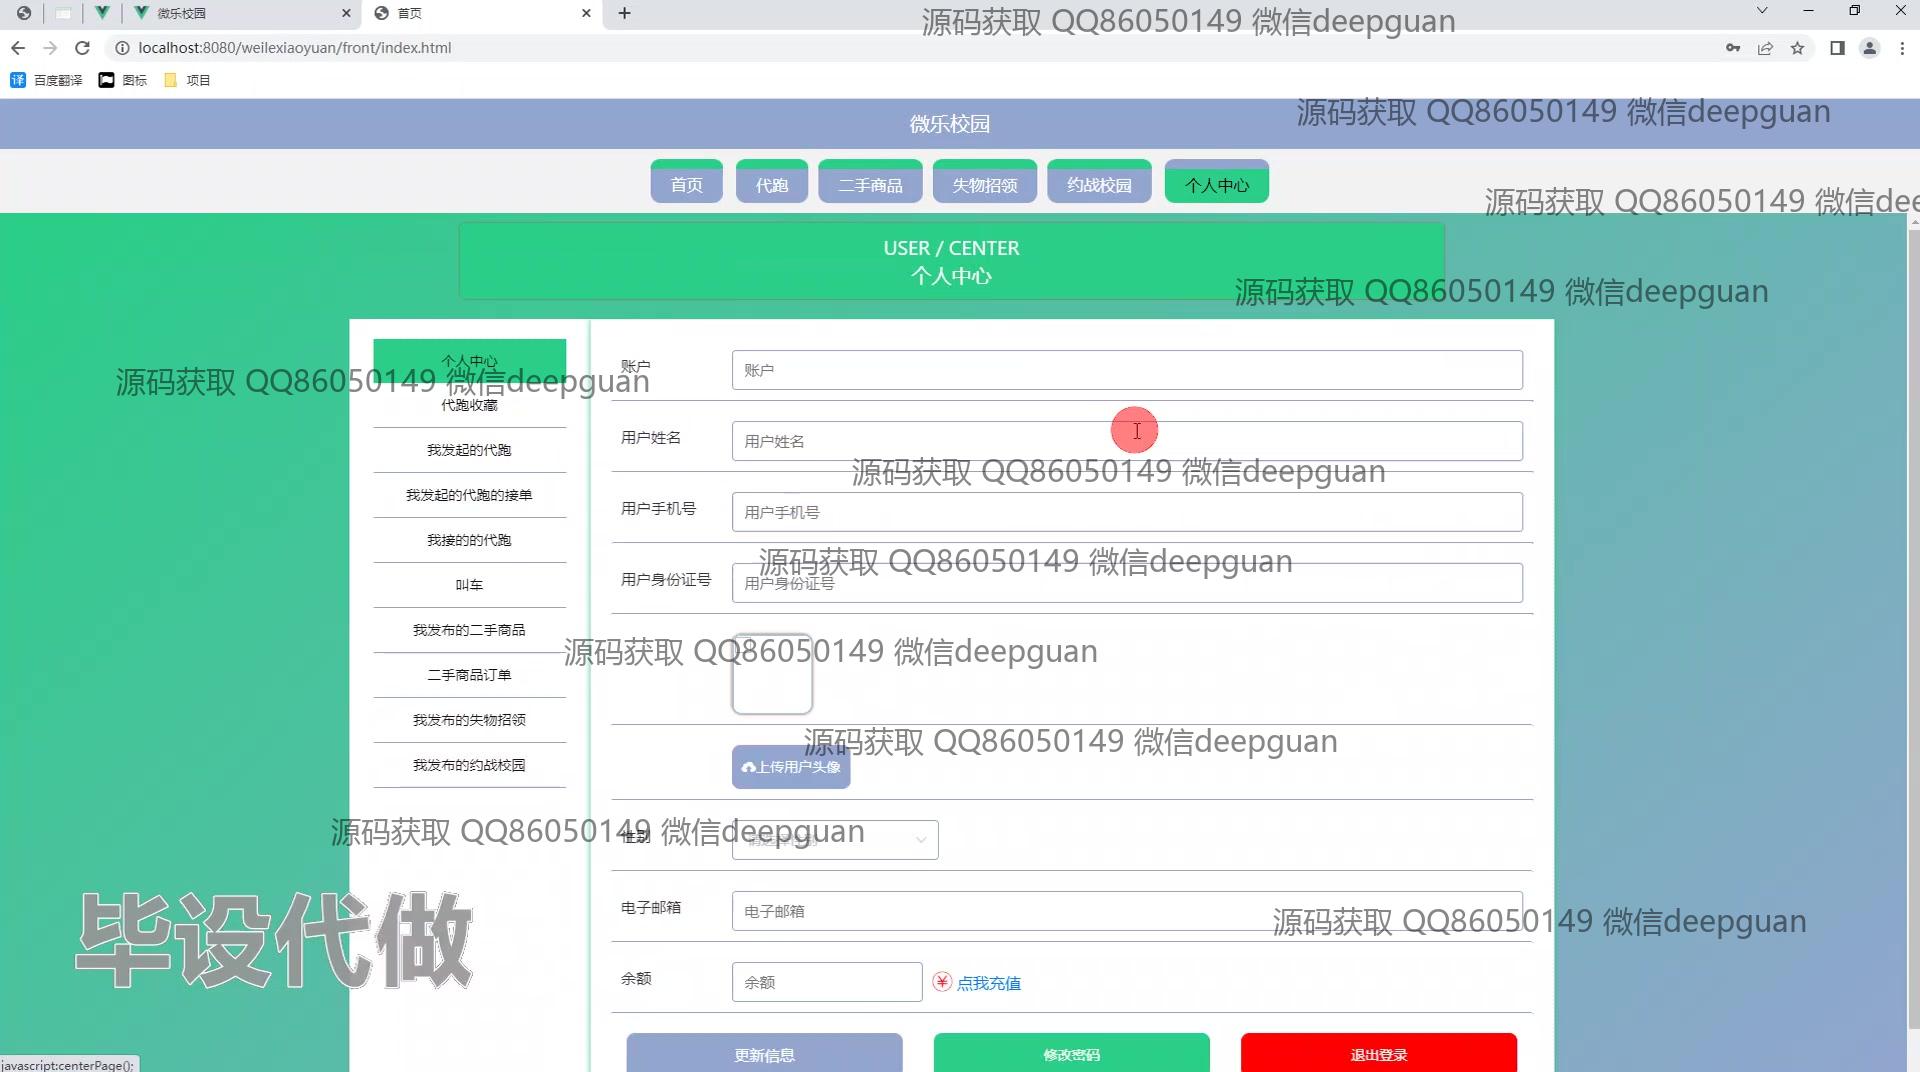 微乐校园
首页
源码获取 QQ86050149 微信deepguan
localhost:8080/weilexiaoyuan/front/index.html
百度翻译
图标
项目
微乐校园
源码获取 QQ86050149 微信deepguan
首页
代跑
二手商品
失物招领
约战校园
个人中心
源码获取 QQ86050149 微信dee
USER / CENTER
个人中心
源码获取 QQ86050149 微信deepguan
个人中心
账户
账户
源码获取 QQ86050149 微信deepguan
代跑收藏
用户姓名
用户姓名
我发起的代跑
源码获取 QQ86050149 微信deepguan
我发起的代跑的接单
用户手机号
用户手机号
我接的的代跑
源码获取 QQ86050149 微信deepguan
叫车
用户身份证号
用户身份证号
我发布的二手商品
源码获取 QQ86050149 微信deepguan
二手商品订单
我发布的失物招领
源码获取 QQ86050149 微信deepguan
我发布的约战校园
上传用户头像
源码获取 QQ86050149 微信deepguan
性别
电子邮箱
电子邮箱
源码获取 QQ86050149 微信deepguan
毕设代做
余额
余额
点我充值
更新信息
修改密码
退出登录
javascript:centerPage();